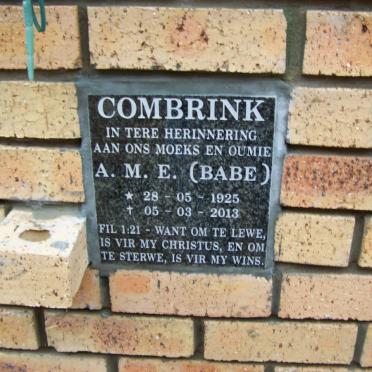 COMBRINK
IN TERE HERINNERING
AAN ONS MOEKS EN OUMIE
A. M. E. (BABE)
★ 28 - 05 - 1925
† 05 - 03 - 2013
FIL 1:21 - WANT OM TE LEWE,
IS VIR MY CHRISTUS, EN OM
TE STERWE, IS VIR MY WINS.